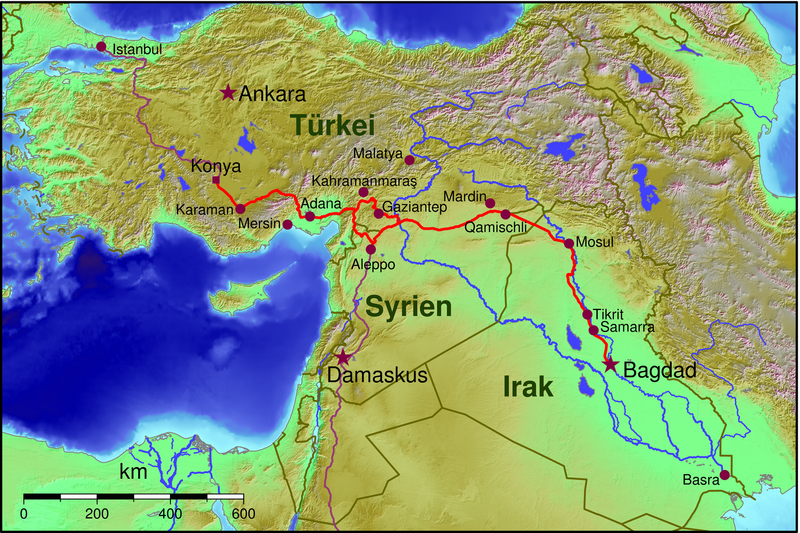 Istanbul
Ankara
Türkei
Malatya
Konya
Kahramanmaraş
Karaman
Adana
Gaziantep
Mardin
Mersin
Qamischli
Mosul
Aleppo
Syrien
Tikrit
Samarra
Damaskus
Irak
Bagdad
km
Basra
0 200 400 600